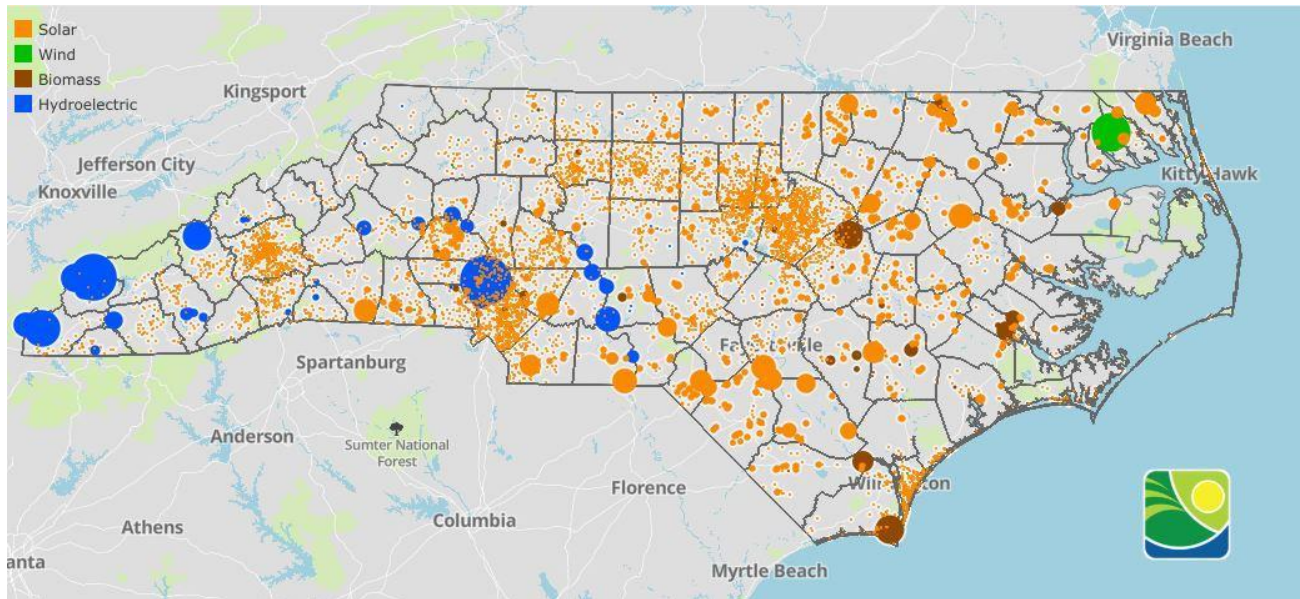 Solar
Wind
Biomass
Hydroelectric
Virginia Beach
Kingsport
Jefferson City
Knoxville
Kitty Hawk
Spartanburg
Anderson
Sumter National
Forest
Florence
Athens
Columbia
anta
Myrtle Beach